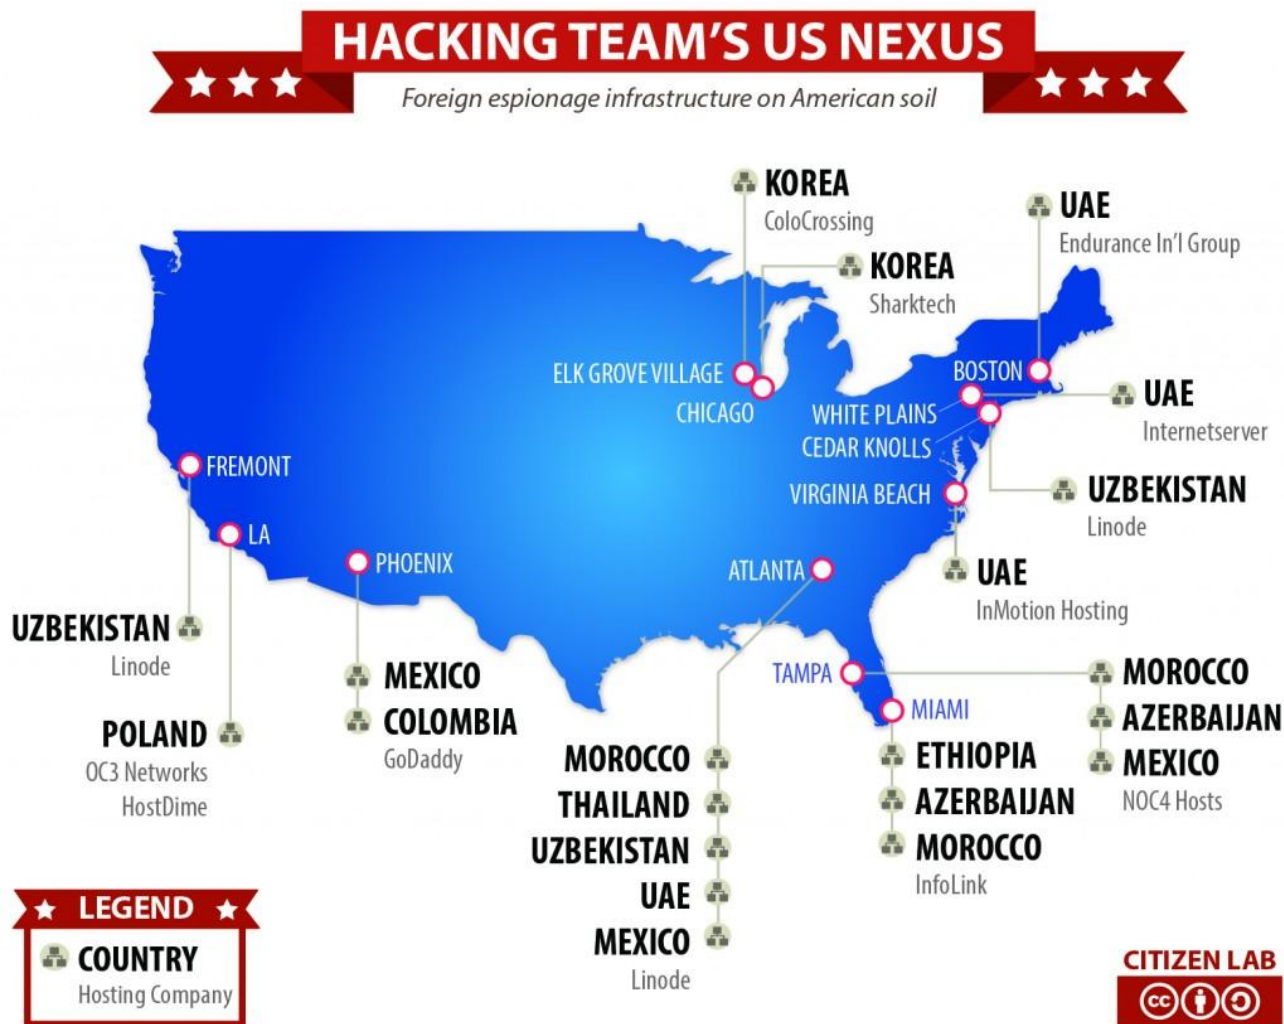 HACKING TEAM'S US NEXUS
Foreign espionage infrastructure on American soil
KOREA
ColoCrossing
KOREA
Sharktech
UAE
Endurance In'l Group
ELK GROVE VILLAGE
CHICAGO
BOSTON
WHITE PLAINS
CEDAR KNOLLS
UAE
Internetserver
FREMONT
VIRGINIA BEACH
UZBEKISTAN
Linode
LA
PHOENIX
ATLANTA
UAE
InMotion Hosting
UZBEKISTAN
Linode
MEXICO
COLOMBIA
GoDaddy
TAMPA
MIAMI
MOROCCO
AZERBAIJAN
MEXICO
NOC4 Hosts
POLAND
OC3 Networks
HostDime
MOROCCO
THAILAND
UZBEKISTAN
UAE
MEXICO
Linode
ETHIOPIA
AZERBAIJAN
MOROCCO
InfoLink
LEGEND
COUNTRY
Hosting Company
CITIZEN LAB
cc